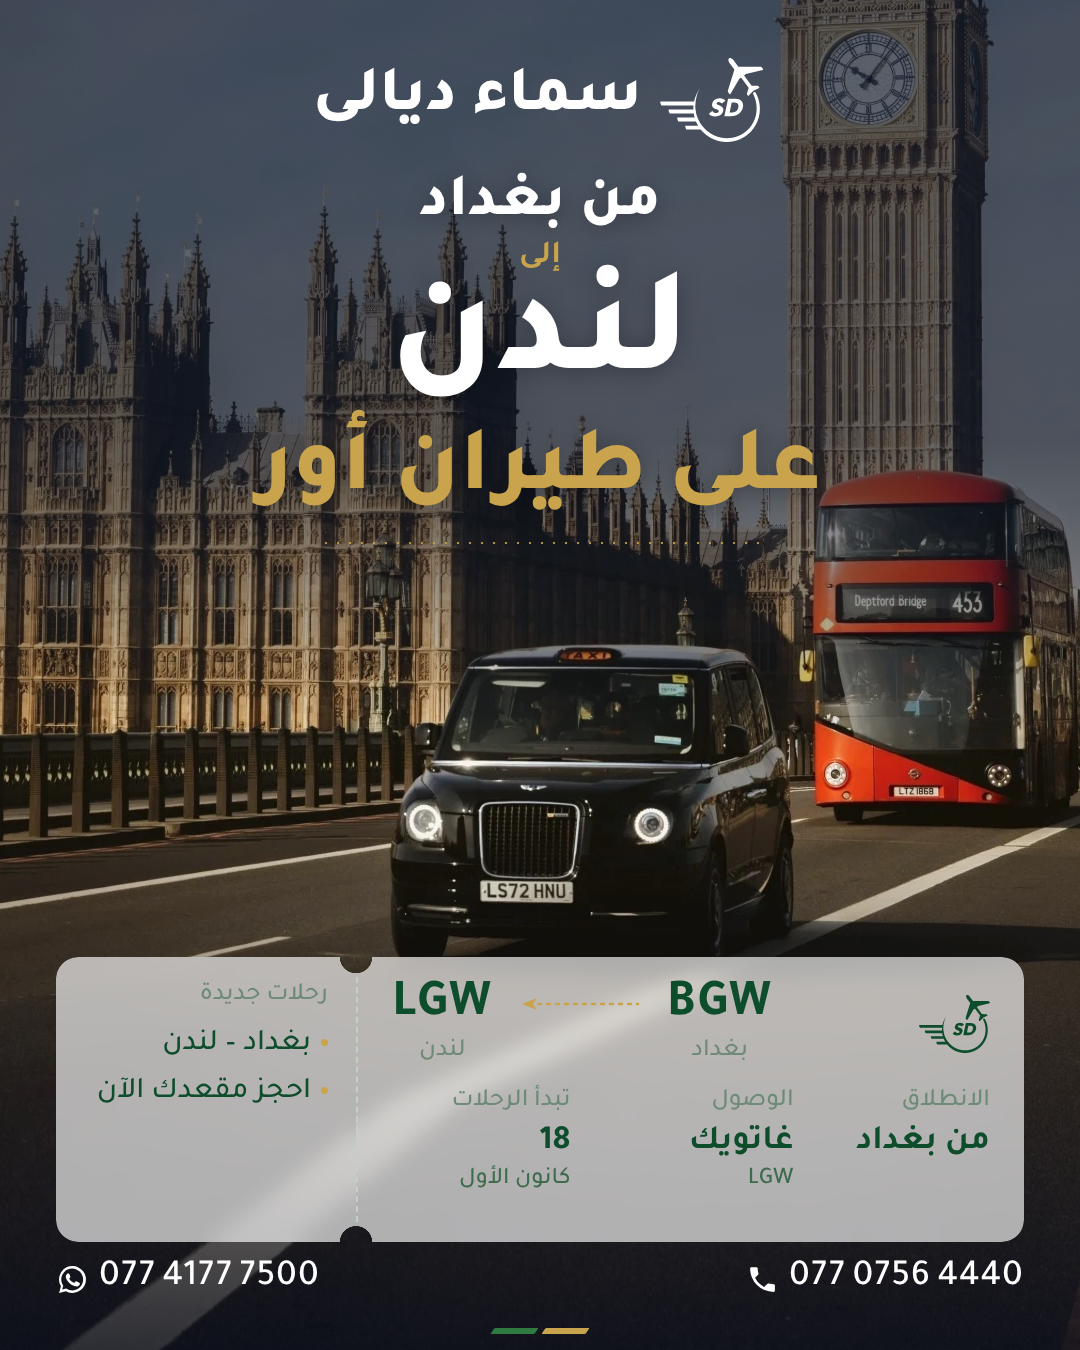 سماء ديالى
SD
من بغداد
إلى
لندن
على طيران أور
Deptford Bridge 453
TAXI
LTZ 1868
LS72 HNU
SD
BGW
LGW
بغداد
لندن
الانطلاق
من بغداد
الوصول
غاتويك
LGW
تبدأ الرحلات
18
كانون الأول
رحلات جديدة
بغداد - لندن
احجز مقعدك الآن
077 0756 4440
077 4177 7500